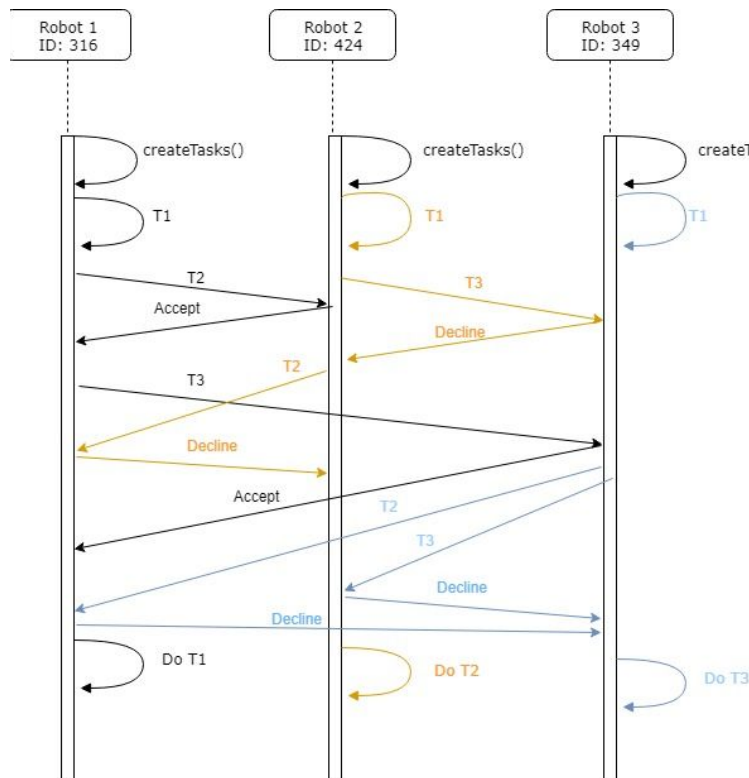 Robot 1
ID: 316
Robot 2
ID: 424
Robot 3
ID: 349
createTasks()
createTasks()
createT
T1
T1
T1
T2
T3
Accept
Decline
T2
T3
Decline
Accept
T2
T3
Decline
Decline
Do T1
Do T2
Do T3